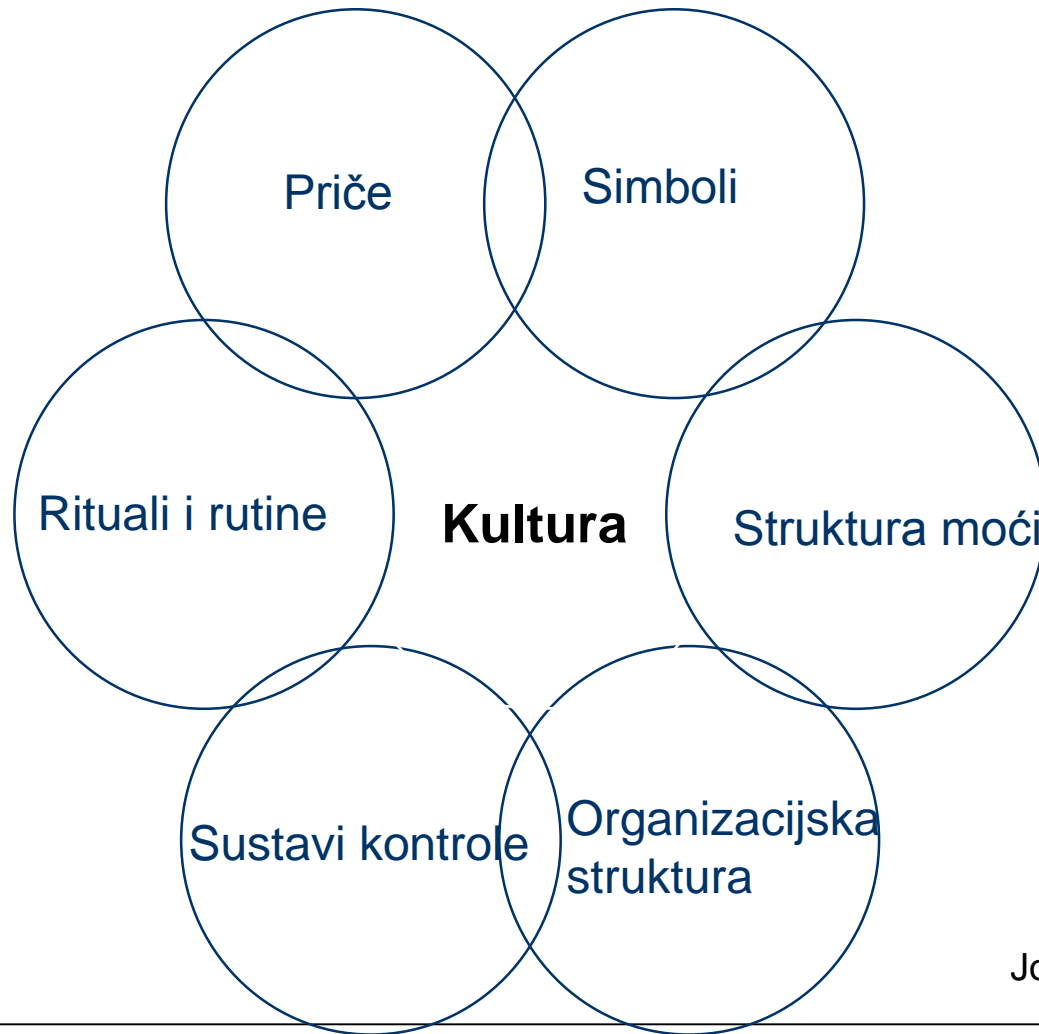 Priče
Simboli
Rituali i rutine
Kultura
Struktura moći
Sustavi kontrole
Organizacijska
struktura